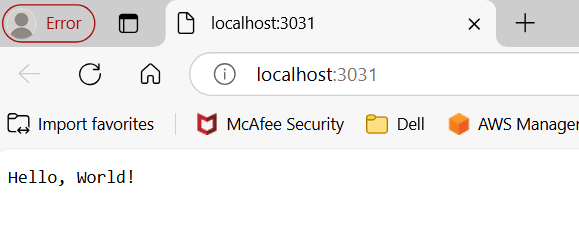 Error
localhost:3031
localhost:3031
Import favorites McAfee Security Dell AWS Manager
Hello, World!